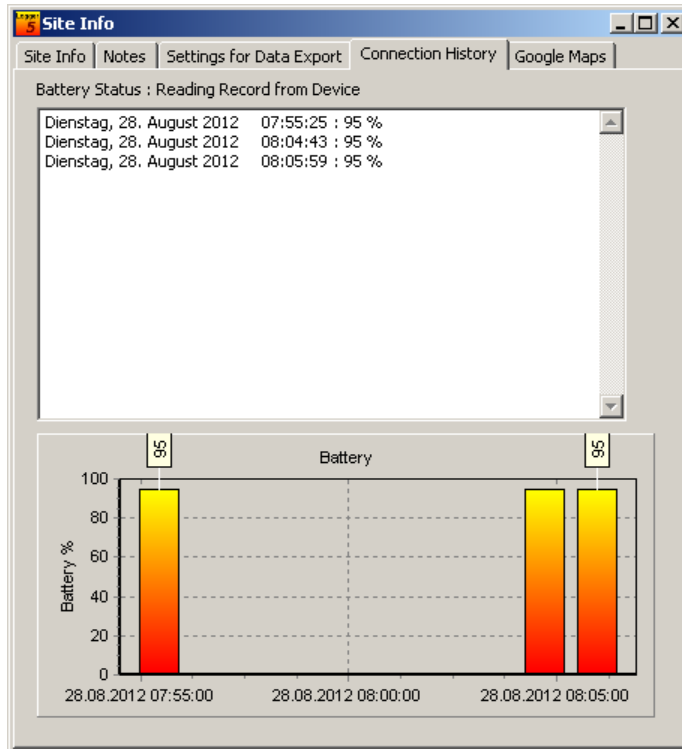 Logger 5 Site Info
Site Info Notes Settings for Data Export Connection History Google Maps
Battery Status : Reading Record from Device
Dienstag, 28. August 2012 07:55:25 : 95 %
Dienstag, 28. August 2012 08:04:43 : 95 %
Dienstag, 28. August 2012 08:05:59 : 95 %
95
95
Battery
Battery %
100
80
60
40
20
0
28.08.2012 07:55:00 28.08.2012 08:00:00 28.08.2012 08:05:00